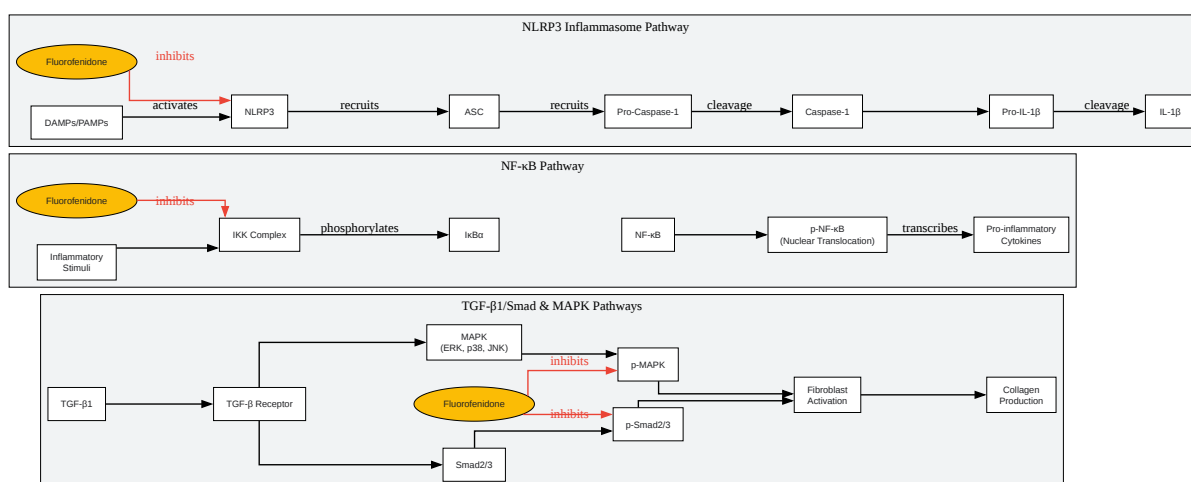 NLRP3 Inflammasome Pathway
Fluorofenidone
inhibits
DAMPs/PAMPs
activates
NLRP3
recruits
ASC
recruits
Pro-Caspase-1
cleavage
Caspase-1
Pro-IL-1β
cleavage
IL-1β
NF-κB Pathway
Fluorofenidone
inhibits
Inflammatory
Stimuli
IKK Complex
phosphorylates
IκBα
NF-κB
p-NF-κB
(Nuclear Translocation)
transcribes
Pro-inflammatory
Cytokines
TGF-β1/Smad & MAPK Pathways
TGF-β1
TGF-β Receptor
MAPK
(ERK, p38, JNK)
Fluorofenidone
inhibits
inhibits
Smad2/3
p-MAPK
p-Smad2/3
Fibroblast
Activation
Collagen
Production